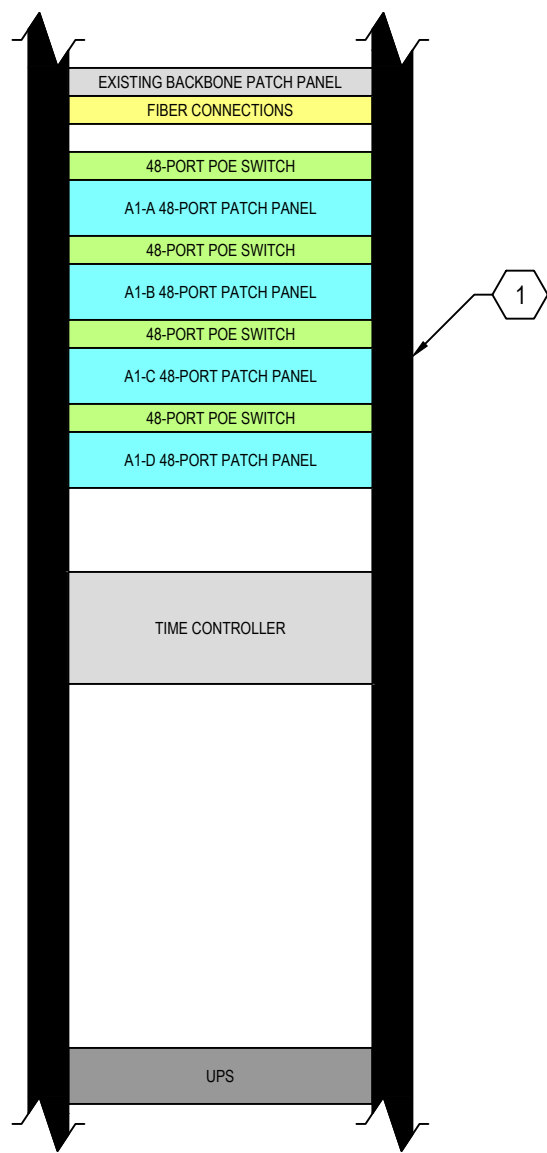 EXISTING BACKBONE PATCH PANEL
FIBER CONNECTIONS
48-PORT POE SWITCH
A1-A 48-PORT PATCH PANEL
48-PORT POE SWITCH
A1-B 48-PORT PATCH PANEL
1
48-PORT POE SWITCH
A1-C 48-PORT PATCH PANEL
48-PORT POE SWITCH
A1-D 48-PORT PATCH PANEL
TIME CONTROLLER
UPS